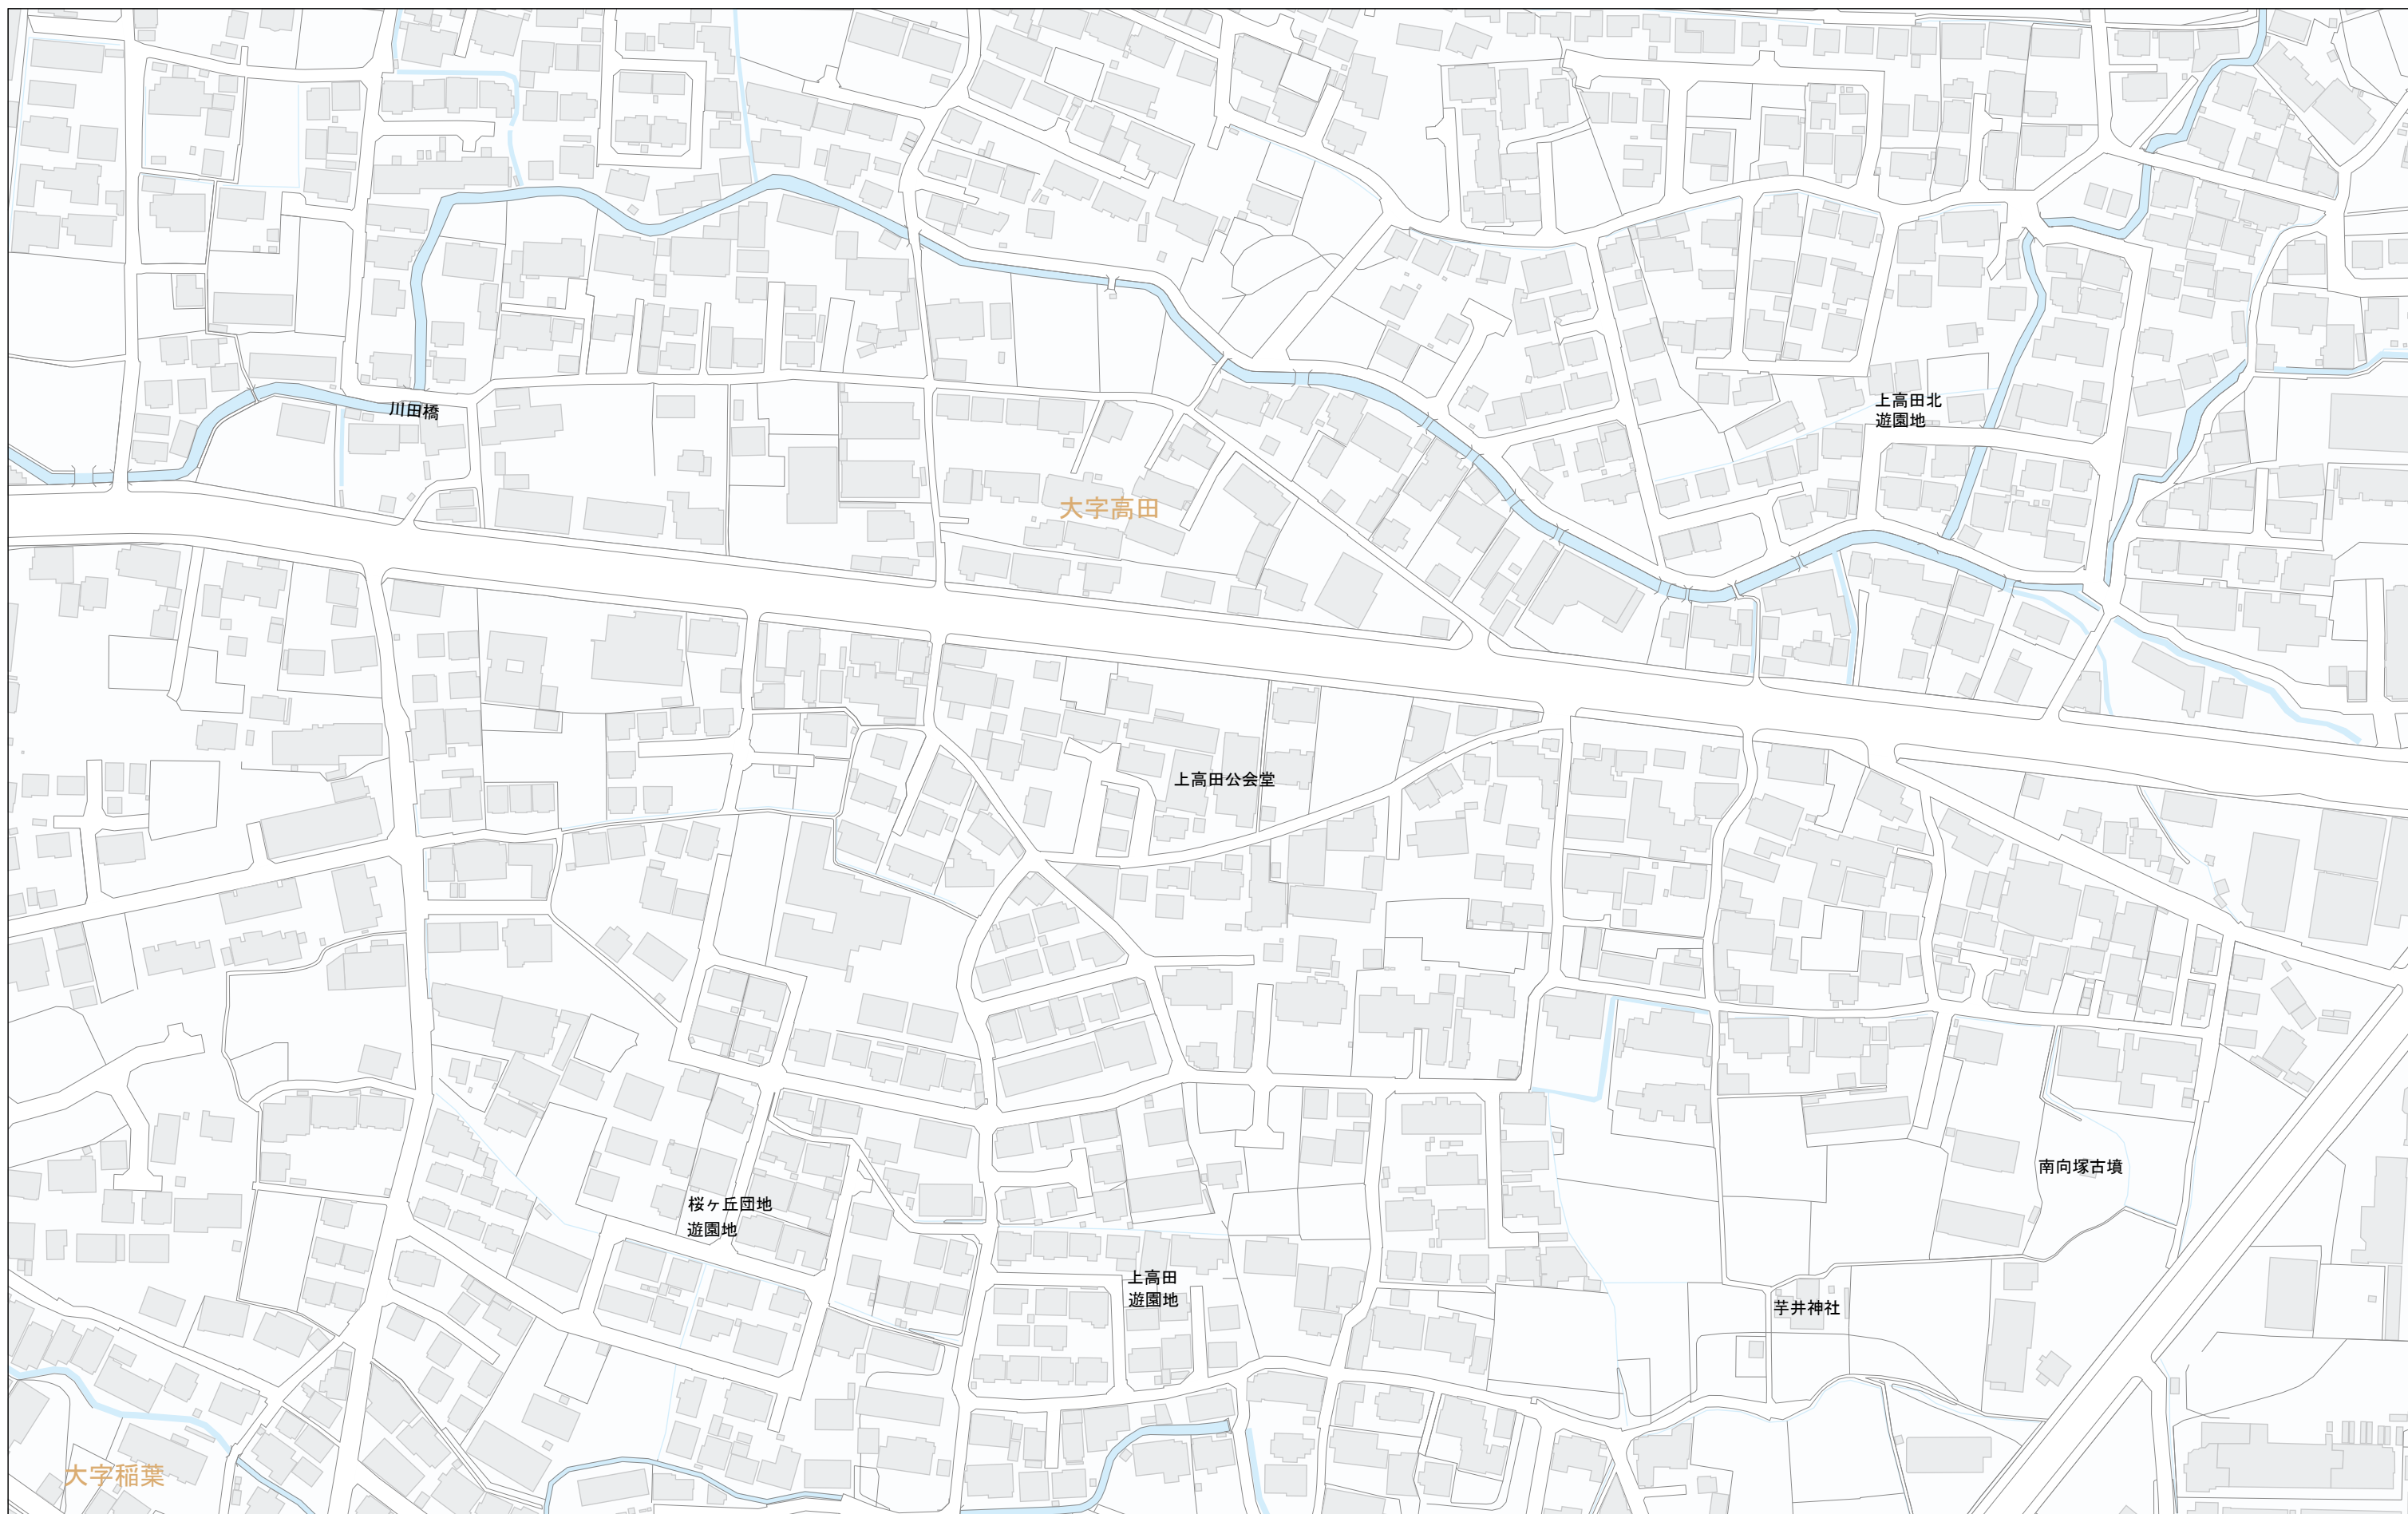 上高田北
遊園地
川田橋
大字高田
上高田公会堂
南向塚古墳
桜ヶ丘団地
遊園地
上高田
遊園地
芋井神社
大字稲葉